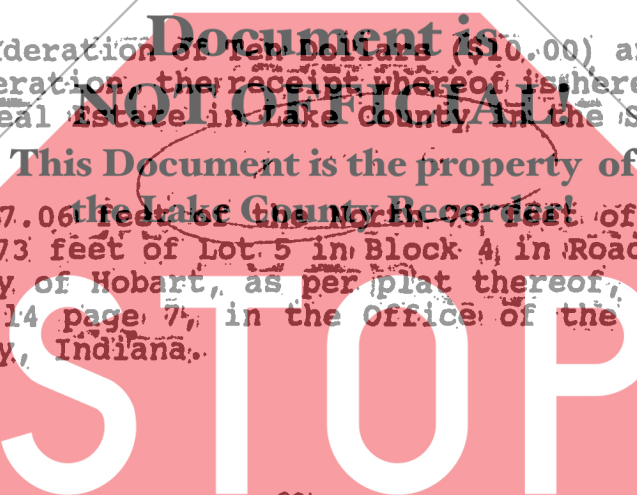 Document is
deration of Ten Dollars ($10.00) a
eration, the receipt whereof is here
NOT OFFICIAL!
eal Estate in Lake County, in the S
This Document is the property of
the Lake County Recorder!
7.06 feet of the North 73 feet of
73 feet of Lot 5 in Block 4, in Road
y of Hobart, as per plat thereof,
14 page 7, in the Office of the
y, Indiana.
STOP